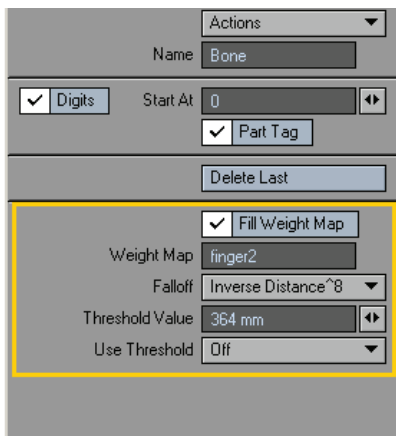 Actions
Name Bone
Digits Start At 0
Part Tag
Delete Last
Fill Weight Map
Weight Map finger2
Falloff Inverse Distance^8
Threshold Value 364 mm
Use Threshold Off